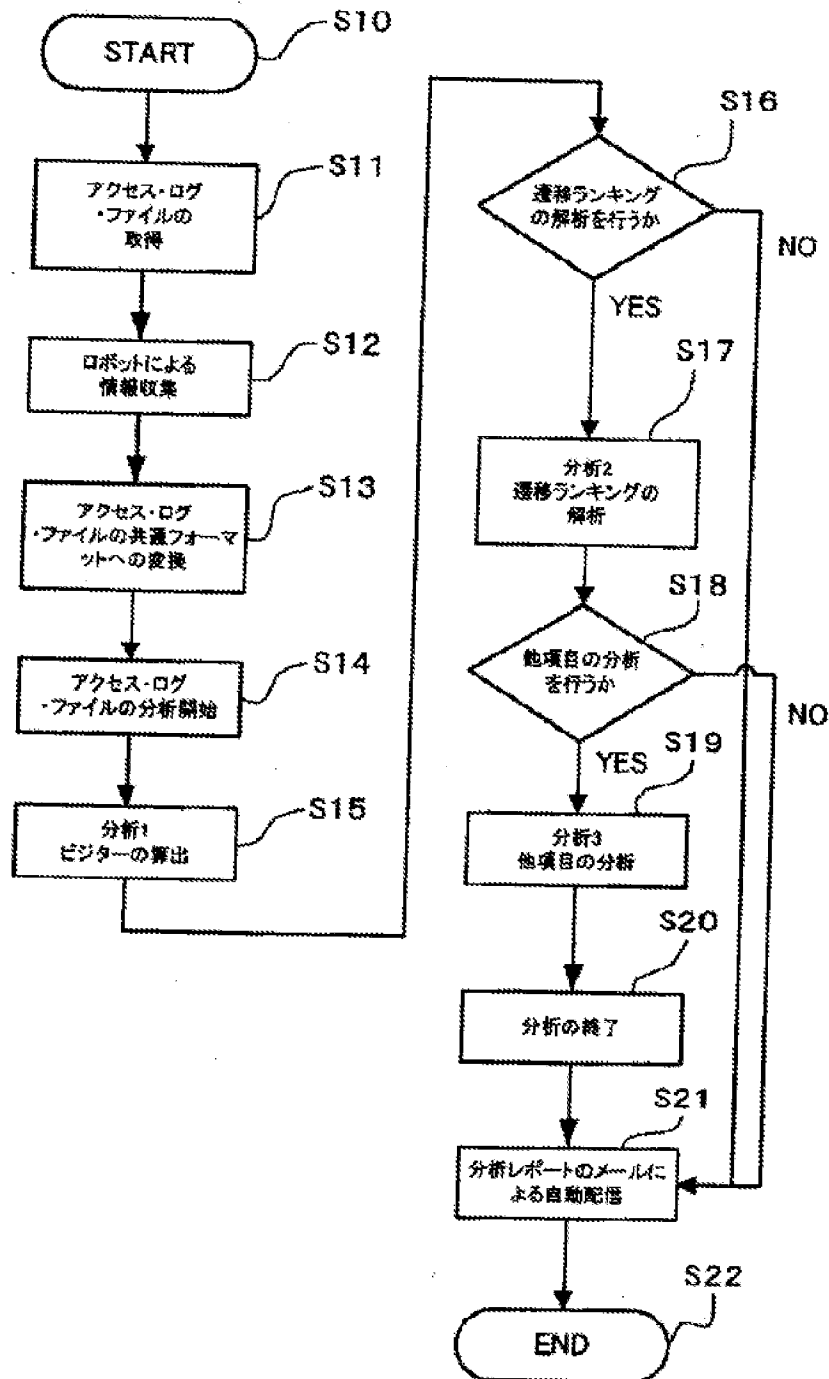 START
S10
アクセス・ログ
・ファイルの
取得
S11
ロボットによる
情報収集
S12
アクセス・ログ
・ファイルの共通フォーマ
ットへの変換
S13
アクセス・ログ
・ファイルの分析開始
S14
分析1
ビジターの算出
S15
遷移ランキング
の解析を行うか
S16
NO
YES
分析2
遷移ランキングの
解析
S17
他項目の分析
を行うか
S18
NO
YES
分析3
他項目の分析
S19
分析の終了
S20
分析レポートのメールに
よる自動配信
S21
END
S22